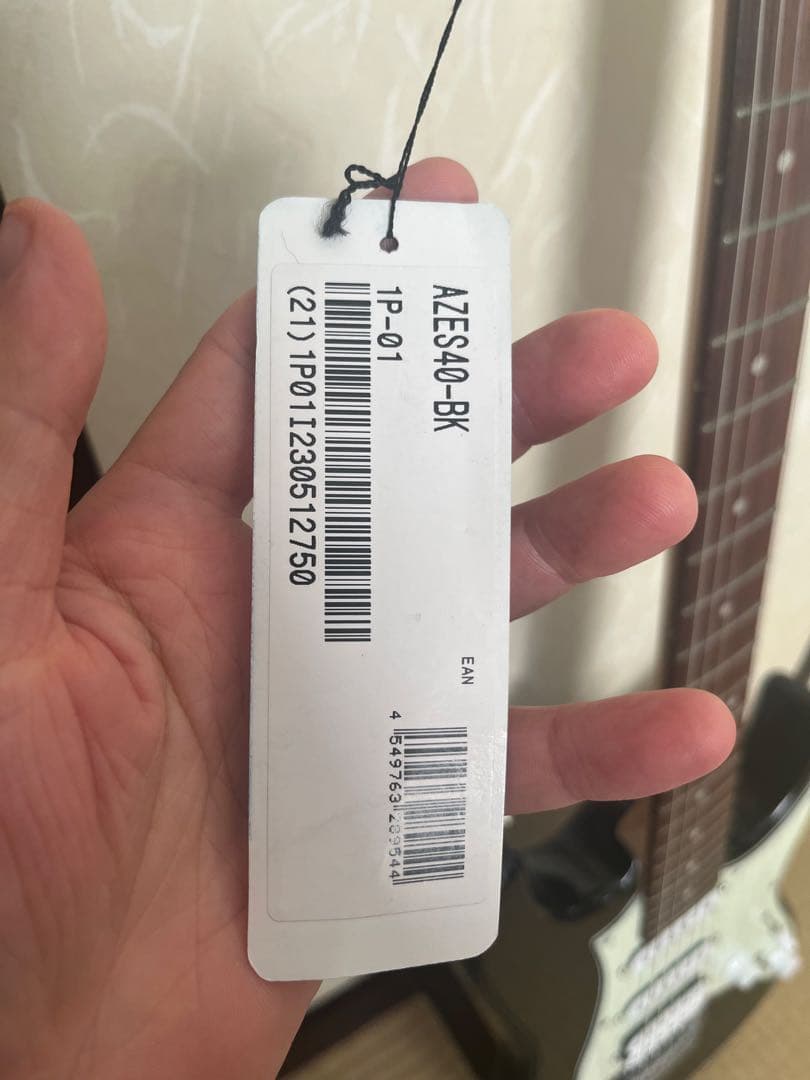 AZES40-BK
1P-01
(21)1P01I230512750
EAN
4 549763 289544